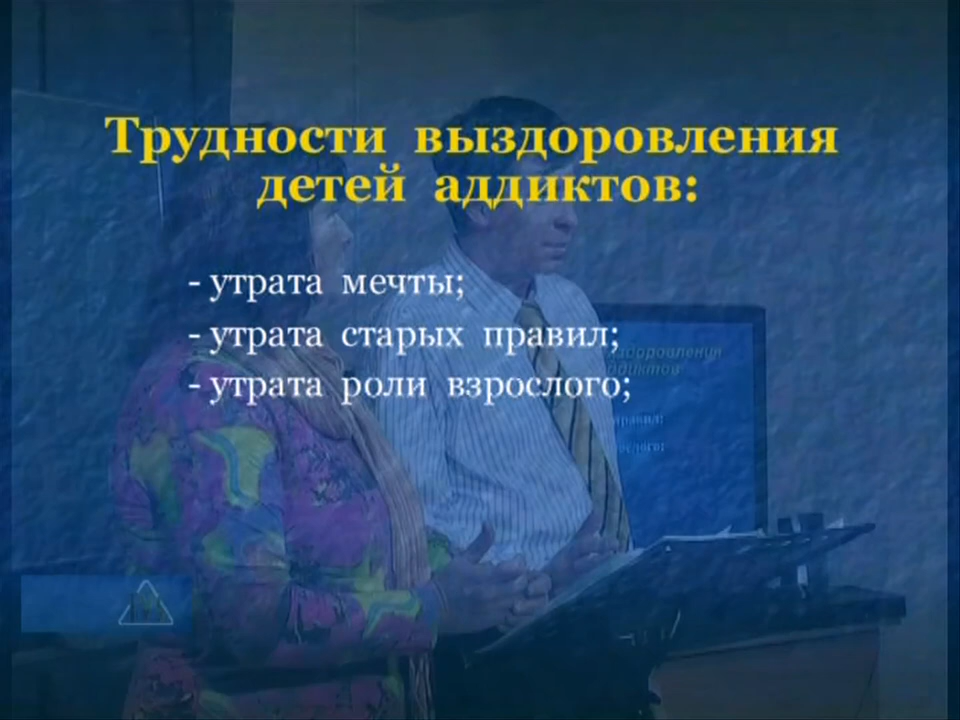 Трудности выздоровления
детей аддиктов:
- утрата мечты;
- утрата старых правил;
- утрата роли взрослого;